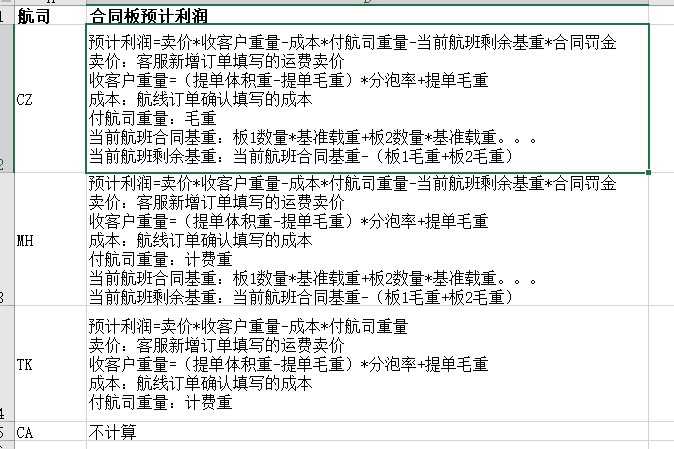 航司 合同板预计利润
预计利润=卖价*收客户重量-成本*付航司重量-当前航班剩余基重*合同罚金
卖价：客服新增订单填写的运费卖价
收客户重量=（提单体积重-提单毛重）*分泡率+提单毛重
CZ 成本：航线订单确认填写的成本
付航司重量：毛重
当前航班合同基重：板1数量*基准载重+板2数量*基准载重。。。
当前航班剩余基重：当前航班合同基重-（板1毛重+板2毛重）
预计利润=卖价*收客户重量-成本*付航司重量-当前航班剩余基重*合同罚金
卖价：客服新增订单填写的运费卖价
收客户重量=（提单体积重-提单毛重）*分泡率+提单毛重
MH 成本：航线订单确认填写的成本
付航司重量：计费重
当前航班合同基重：板1数量*基准载重+板2数量*基准载重。。。
当前航班剩余基重：当前航班合同基重-（板1毛重+板2毛重）
预计利润=卖价*收客户重量-成本*付航司重量
卖价：客服新增订单填写的运费卖价
TK 收客户重量=（提单体积重-提单毛重）*分泡率+提单毛重
成本：航线订单确认填写的成本
付航司重量：计费重
CA 不计算